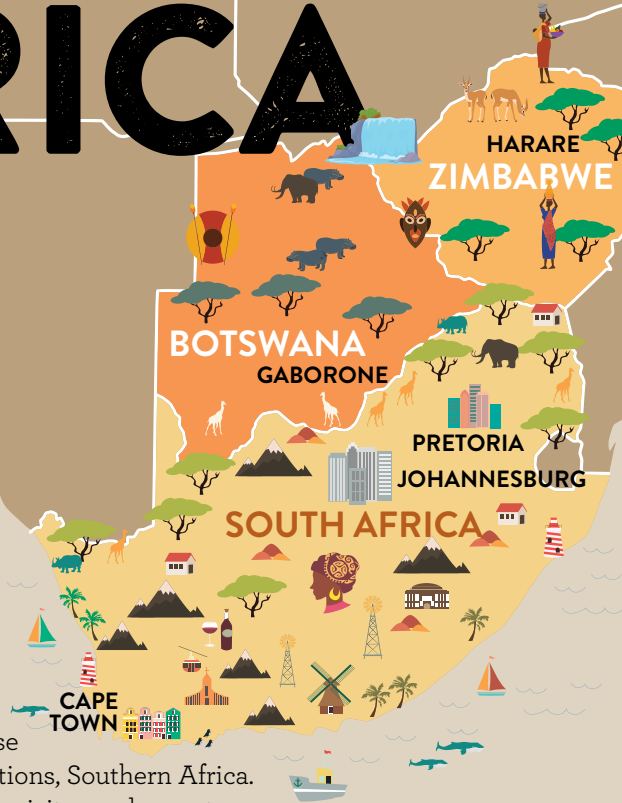 RICA
HARARE
ZIMBABWE
BOTSWANA
GABORONE
PRETORIA
JOHANNESBURG
SOUTH AFRICA
CAPE
TOWN
se
tions, Southern Africa.